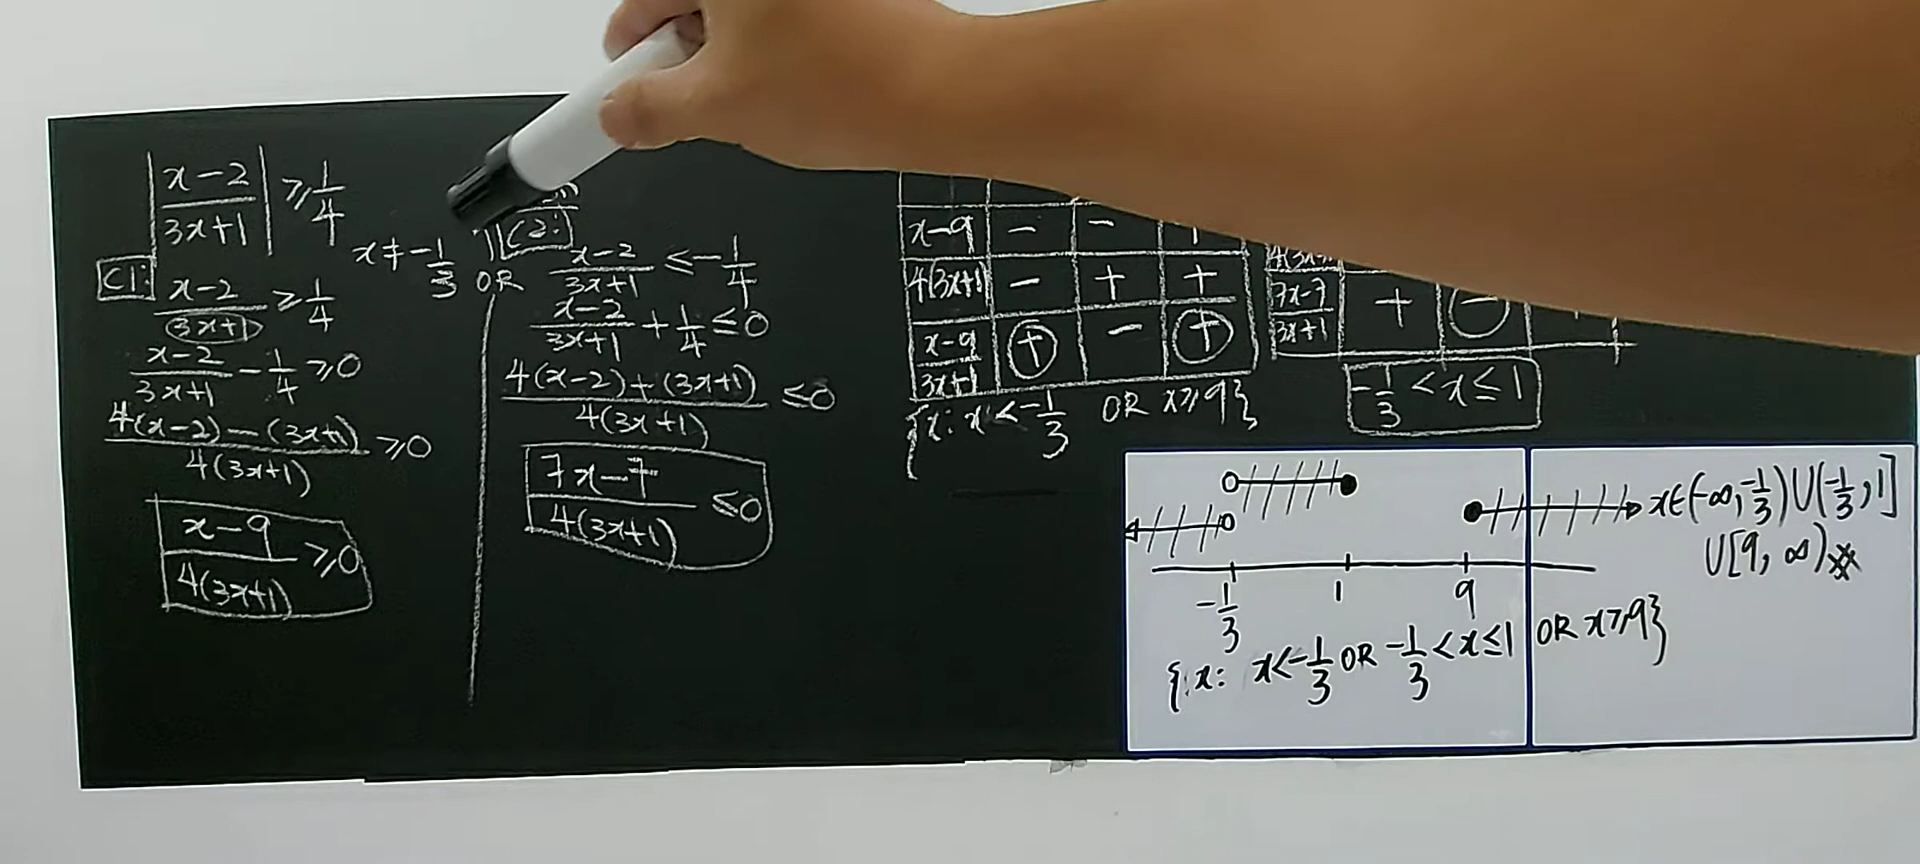 |x-2/3x+1| ≥ 1/4
x ≠ -1/3
C1:
x-2/3x+1 ≥ 1/4
x-2/3x+1 - 1/4 ≥ 0
4(x-2) - (3x+1)/4(3x+1) ≥ 0
x-9/4(3x+1) ≥ 0
OR
C2:
x-2/3x+1 ≤ -1/4
x-2/3x+1 + 1/4 ≤ 0
4(x-2)+(3x+1)/4(3x+1) ≤ 0
7x-7/4(3x+1) ≤ 0
x-9 - -
4(3x+1) - + +
x-9/3x+1 + - +
{x: x < -1/3 OR x ≥ 9}
7x-7/3x+1 + -
-1/3 < x ≤ 1
-1/3 1 9
{x: x < -1/3 OR -1/3 < x ≤ 1 OR x ≥ 9}
x ∈ (-∞, -1/3) U (-1/3, 1]
U [9, ∞)